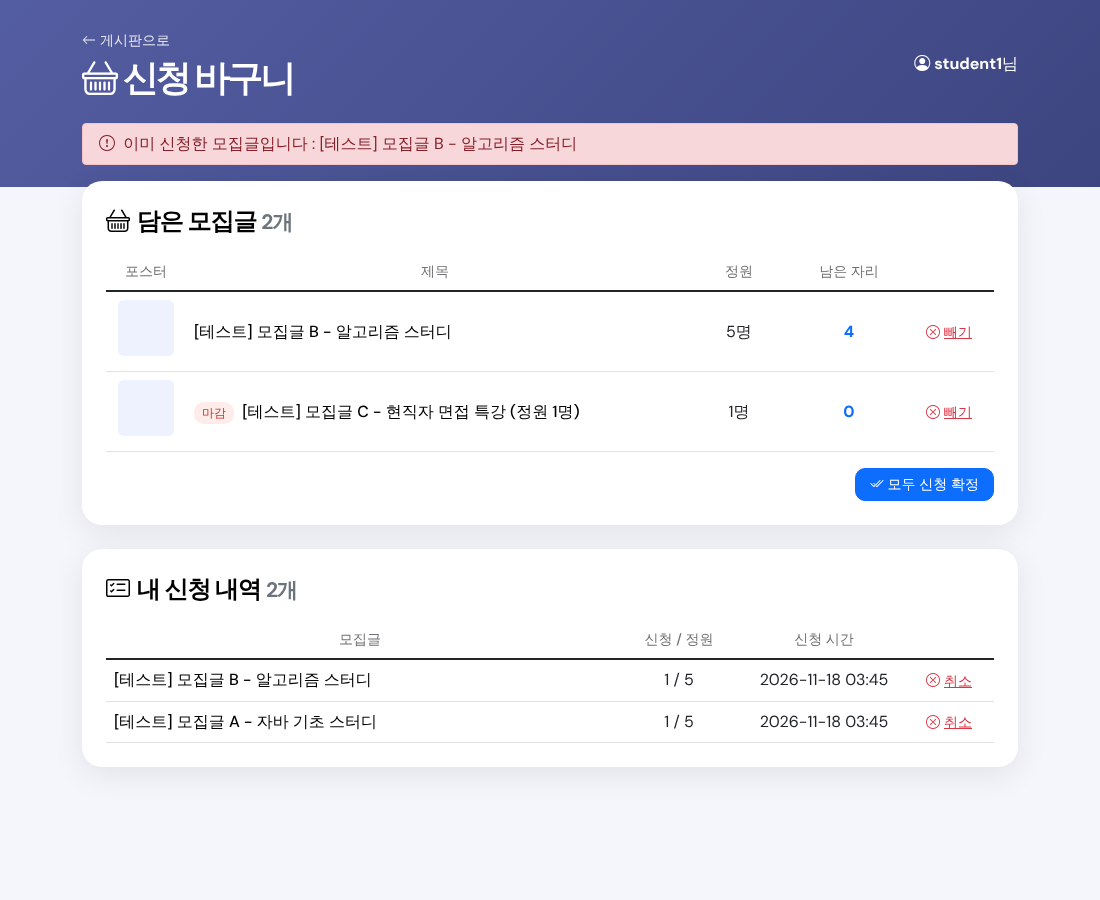 ← 게시판으로
신청 바구니
student1님
이미 신청한 모집글입니다 : [테스트] 모집글 B - 알고리즘 스터디
담은 모집글 2개
포스터 제목 정원 남은 자리
[테스트] 모집글 B - 알고리즘 스터디 5명 4 빼기
마감 [테스트] 모집글 C - 현직자 면접 특강 (정원 1명) 1명 0 빼기
모두 신청 확정
내 신청 내역 2개
모집글 신청 / 정원 신청 시간
[테스트] 모집글 B - 알고리즘 스터디 1 / 5 2026-11-18 03:45 취소
[테스트] 모집글 A - 자바 기초 스터디 1 / 5 2026-11-18 03:45 취소